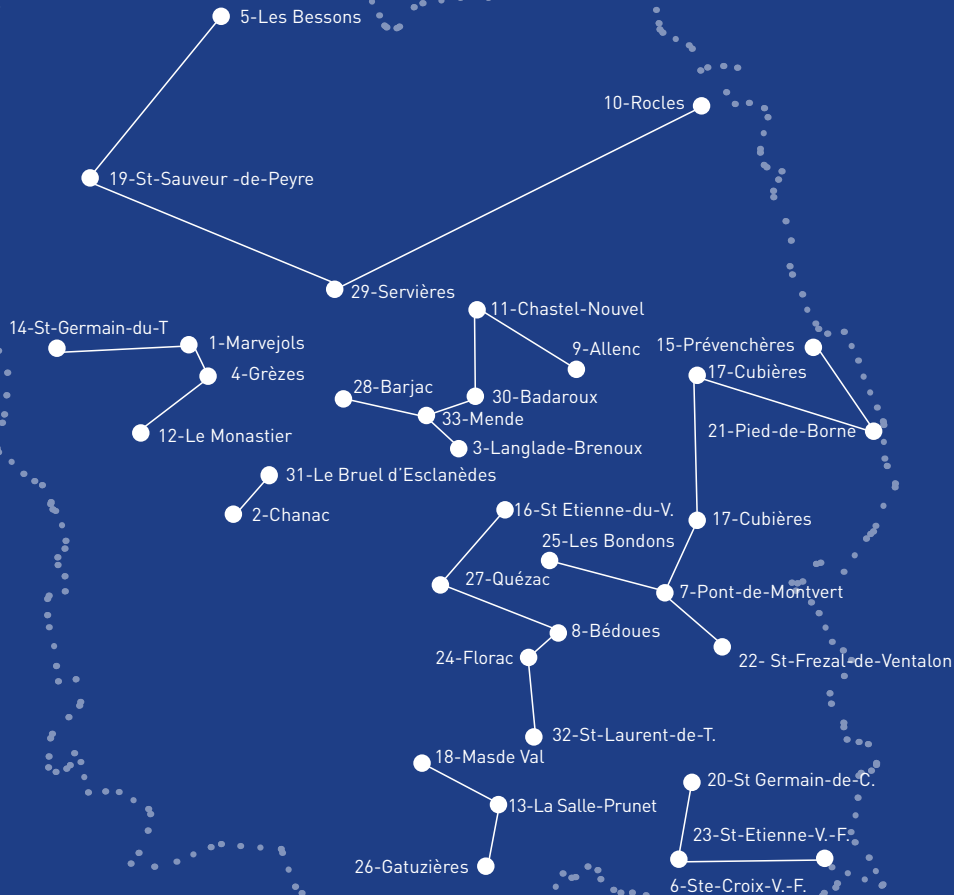 5-Les Bessons
10-Rocles
19-St-Sauveur -de-Peyre
29-Servières
11-Chastel-Nouvel
14-St-Germain-du-T
1-Marvejols
9-Allenc
15-Prévenchères
4-Grèzes
17-Cubières
28-Barjac
30-Badaroux
33-Mende
21-Pied-de-Borne
12-Le Monastier
3-Langlade-Brenoux
31-Le Bruel d'Esclanèdes
2-Chanac
16-St Etienne-du-V.
17-Cubières
25-Les Bondons
27-Quézac
7-Pont-de-Montvert
8-Bédoues
24-Florac
22- St-Frezal-de-Ventalon
32-St-Laurent-de-T.
18-Masde Val
20-St Germain-de-C.
13-La Salle-Prunet
23-St-Etienne-V.-F.
26-Gatuzières
6-Ste-Croix-V.-F.